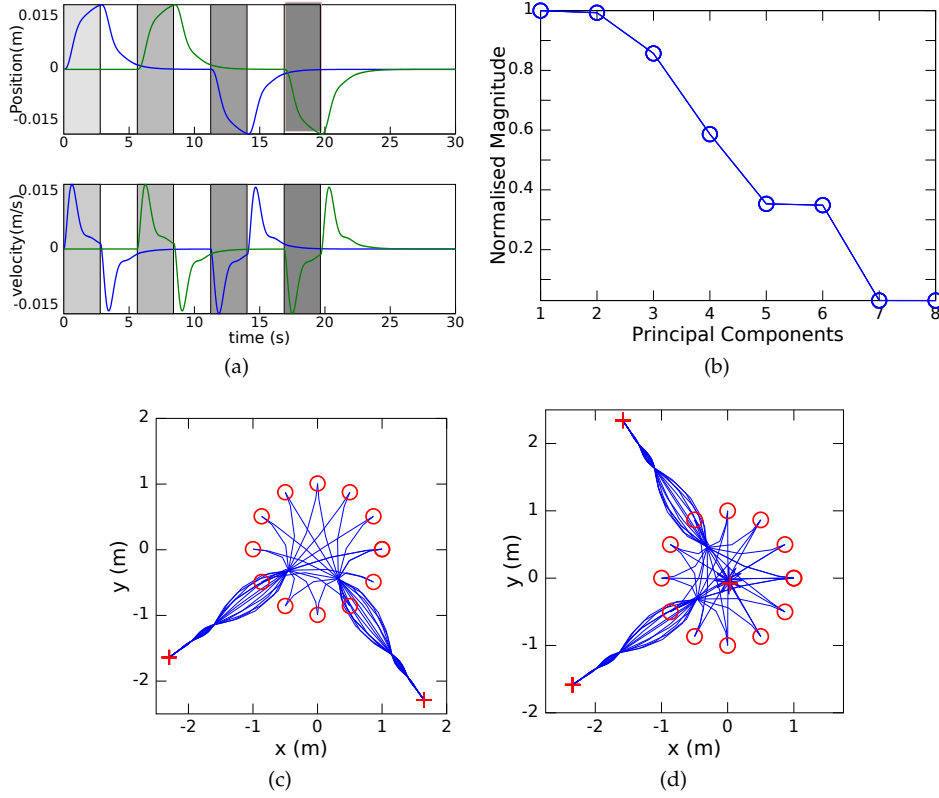 0.015
0
-0.015
Position(m)
0 5 10 15 20 25 30
0.015
0
-0.015
velocity(m/s)
0 5 10 15 20 25 30
time (s)
(a)
1
0.8
0.6
0.4
0.2
Normalised Magnitude
1 2 3 4 5 6 7 8
Principal Components
(b)
2
1
0
-1
-2
y (m)
-2 -1 0 1 2
x (m)
(c)
2
1
0
-1
-2
y (m)
-2 -1 0 1
x (m)
(d)